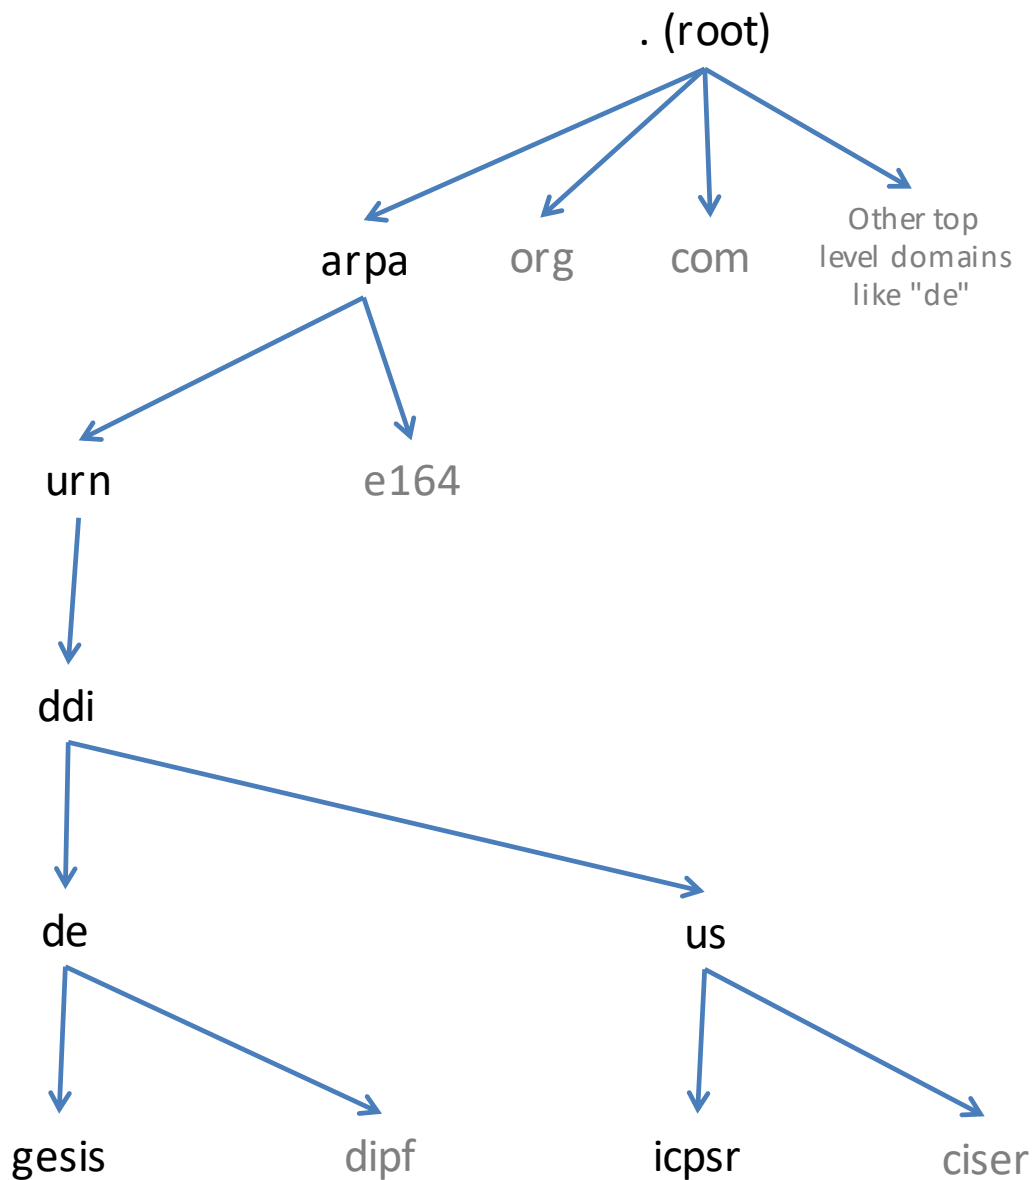 . (root)
arpa
org
com
Other top
level domains
like "de"
urn
e164
ddi
de
us
gesis
dipf
icpsr
ciser